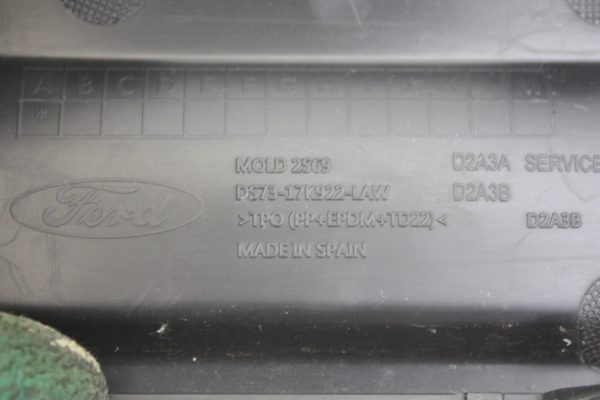 A B C D E F G H J K L M
*
MOLD 2569 D2A3A SERVICE
Ford DS73-17K922-LAW D2A3B
>TPO (PP+EPDM+TD22)< D2A3B
MADE IN SPAIN